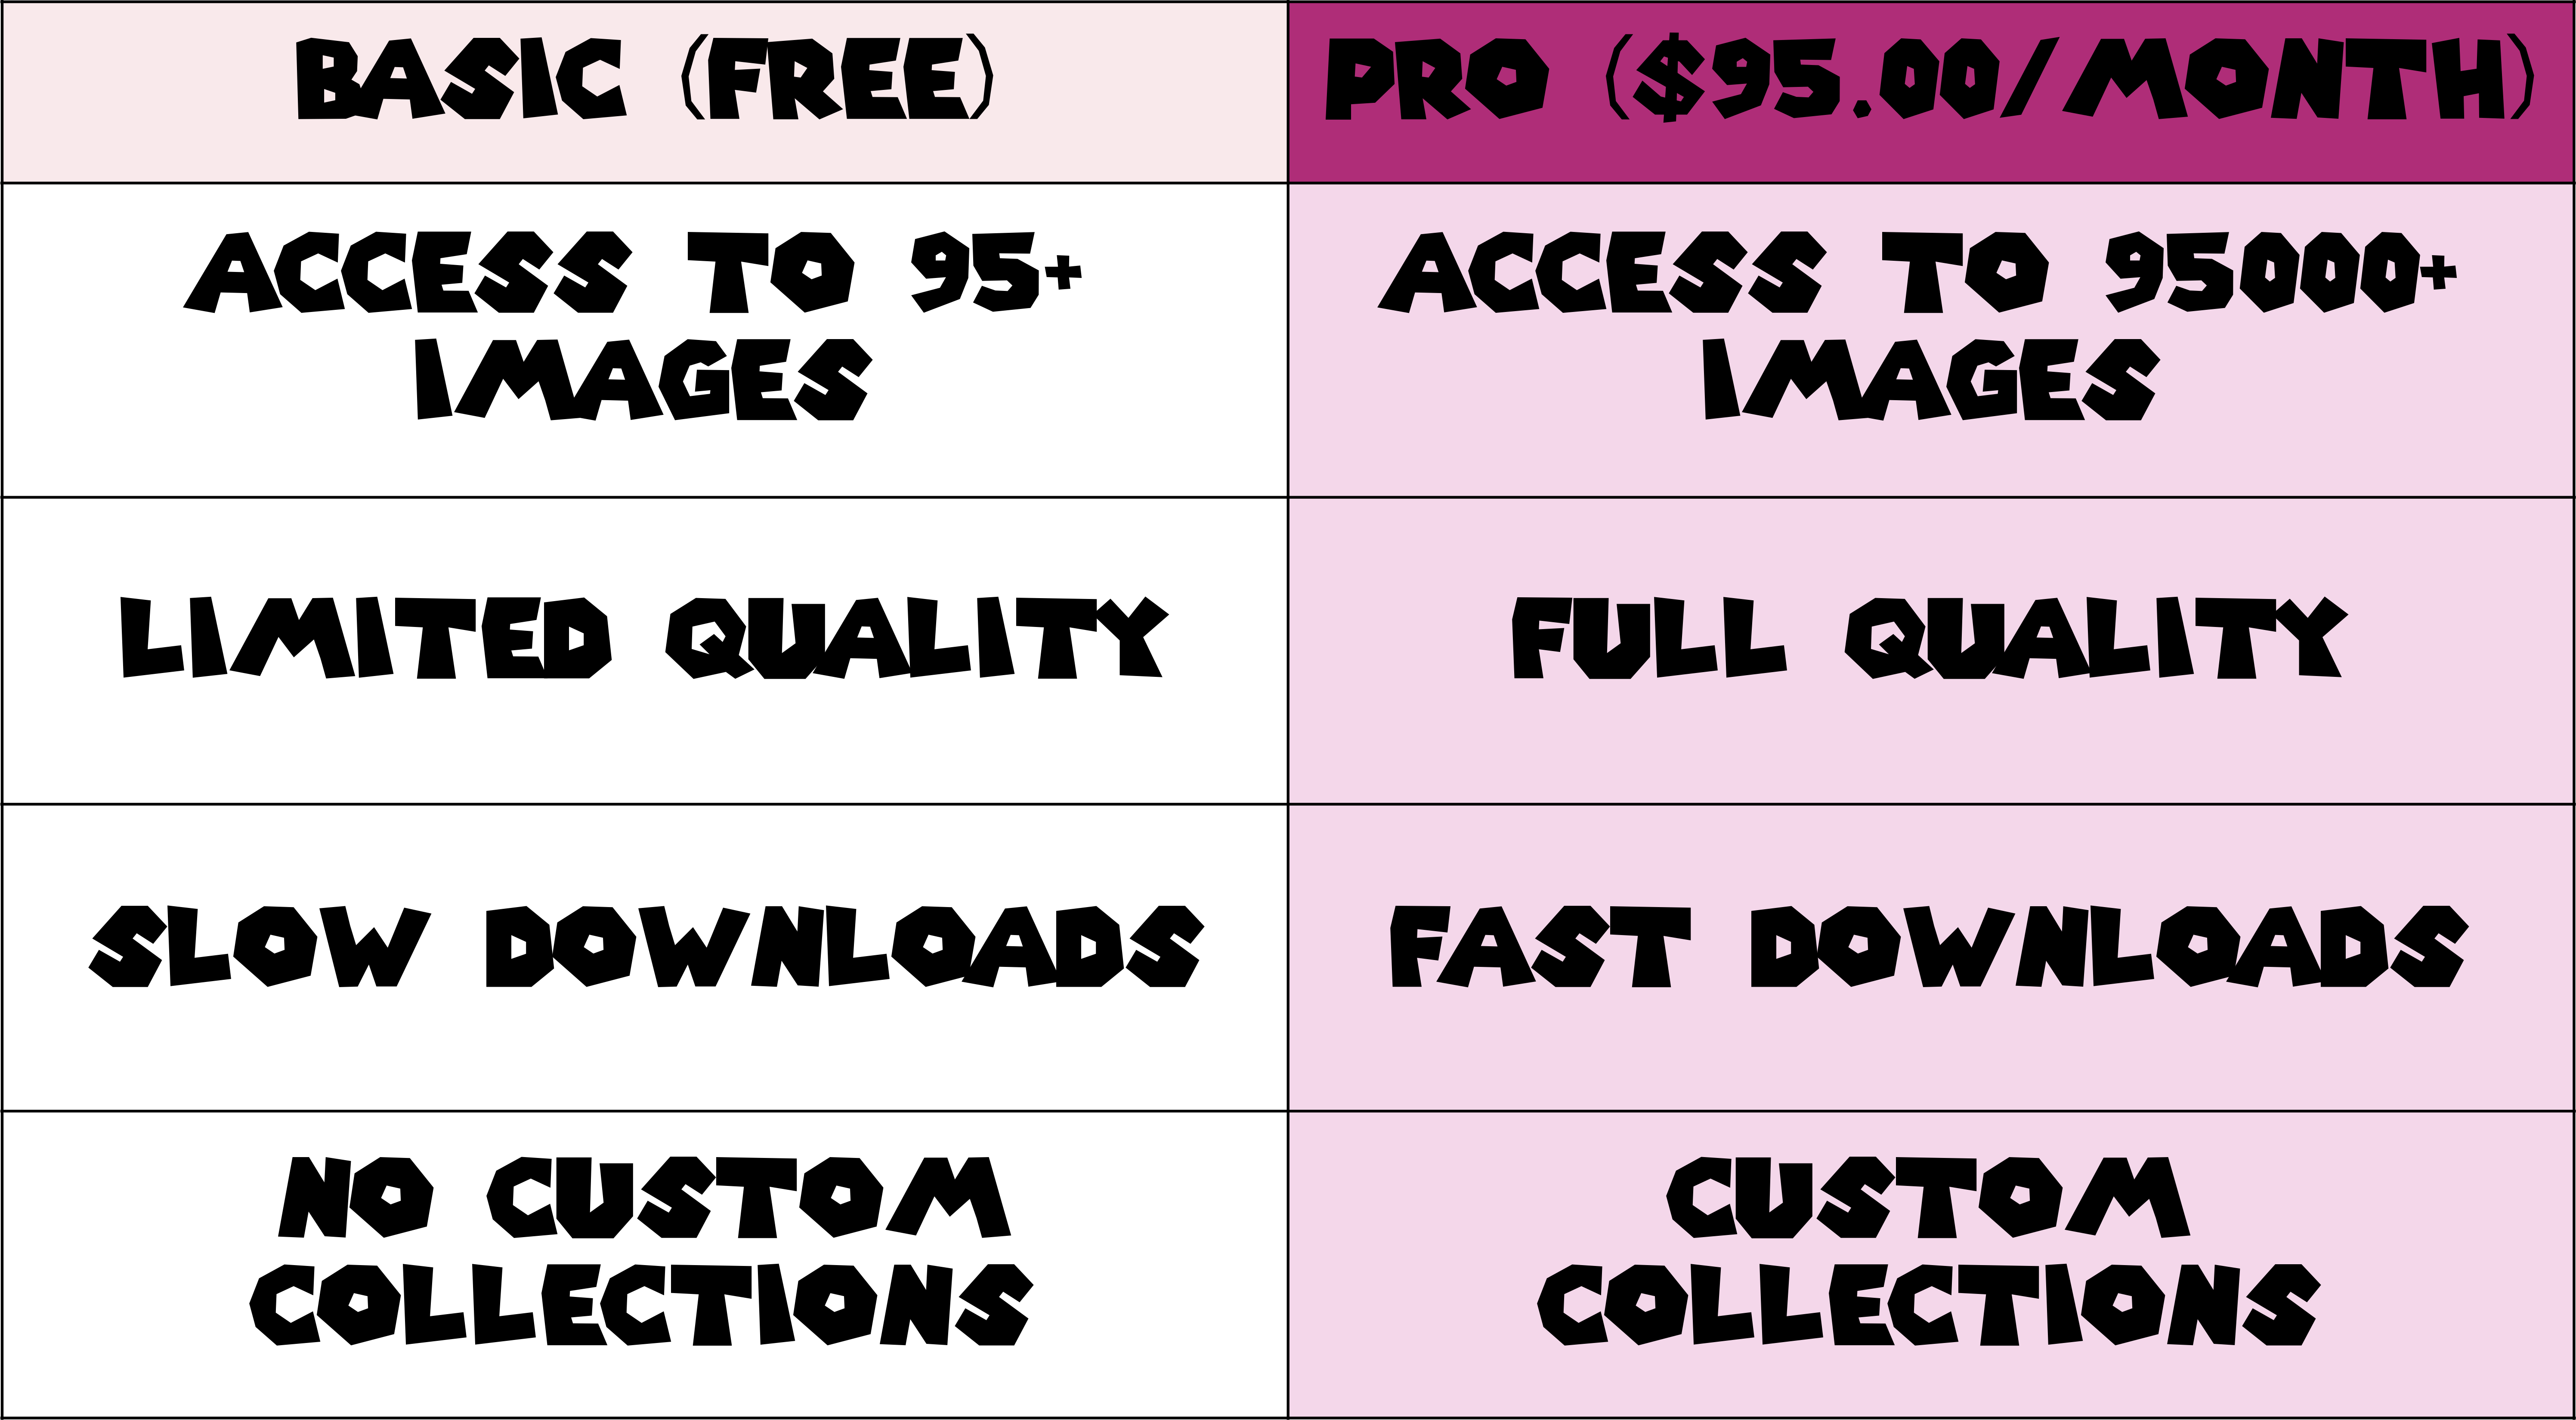 BASIC (FREE)
PRO ($95.00/MONTH)
ACCESS TO 95+
IMAGES
ACCESS TO 95000+
IMAGES
LIMITED QUALITY
FULL QUALITY
SLOW DOWNLOADS
FAST DOWNLOADS
NO CUSTOM
COLLECTIONS
CUSTOM
COLLECTIONS